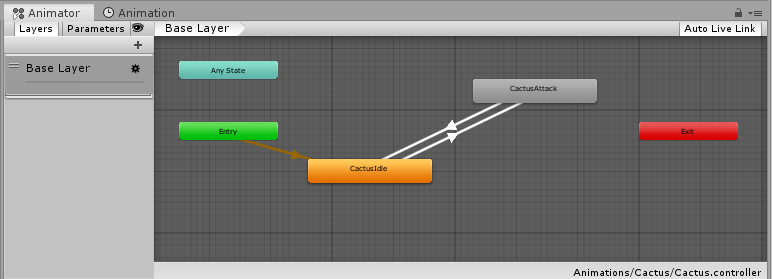 Animator Animation
Layers Parameters Base Layer Auto Live Link
+
Base Layer
Any State
CactusAttack
Entry
Exit
CactusIdle
Animations/Cactus/Cactus.controller